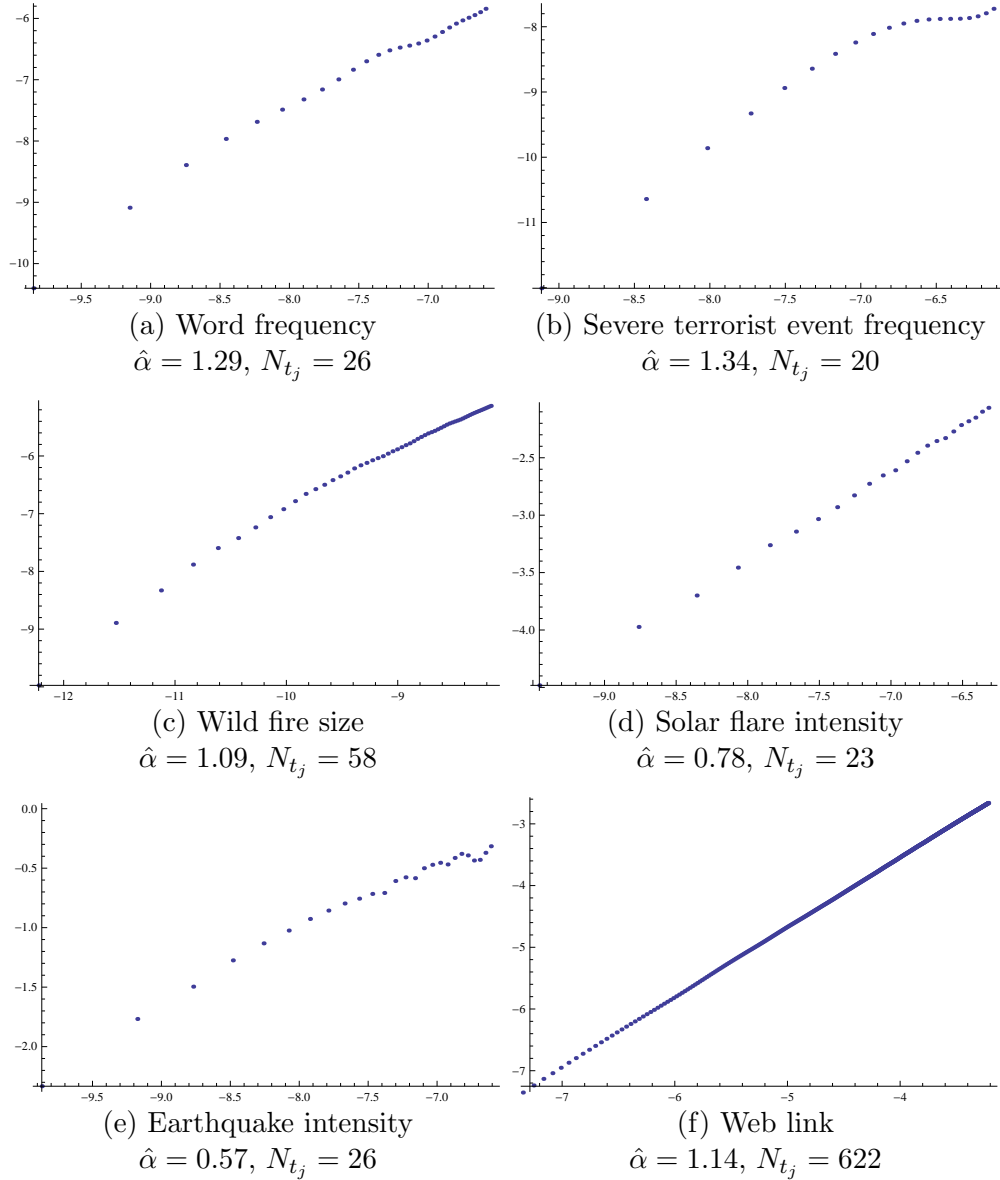 -6
-7
-8
-9
-10
-9.5 -9.0 -8.5 -8.0 -7.5 -7.0
(a) Word frequency
α̂ = 1.29, N_{t_j} = 26
-8
-9
-10
-11
-9.0 -8.5 -8.0 -7.5 -7.0 -6.5
(b) Severe terrorist event frequency
α̂ = 1.34, N_{t_j} = 20
-6
-7
-8
-9
-12 -11 -10 -9
(c) Wild fire size
α̂ = 1.09, N_{t_j} = 58
-2.5
-3.0
-3.5
-4.0
-9.0 -8.5 -8.0 -7.5 -7.0 -6.5
(d) Solar flare intensity
α̂ = 0.78, N_{t_j} = 23
0.0
-0.5
-1.0
-1.5
-2.0
-9.5 -9.0 -8.5 -8.0 -7.5 -7.0
(e) Earthquake intensity
α̂ = 0.57, N_{t_j} = 26
-3
-4
-5
-6
-7
-7 -6 -5 -4
(f) Web link
α̂ = 1.14, N_{t_j} = 622